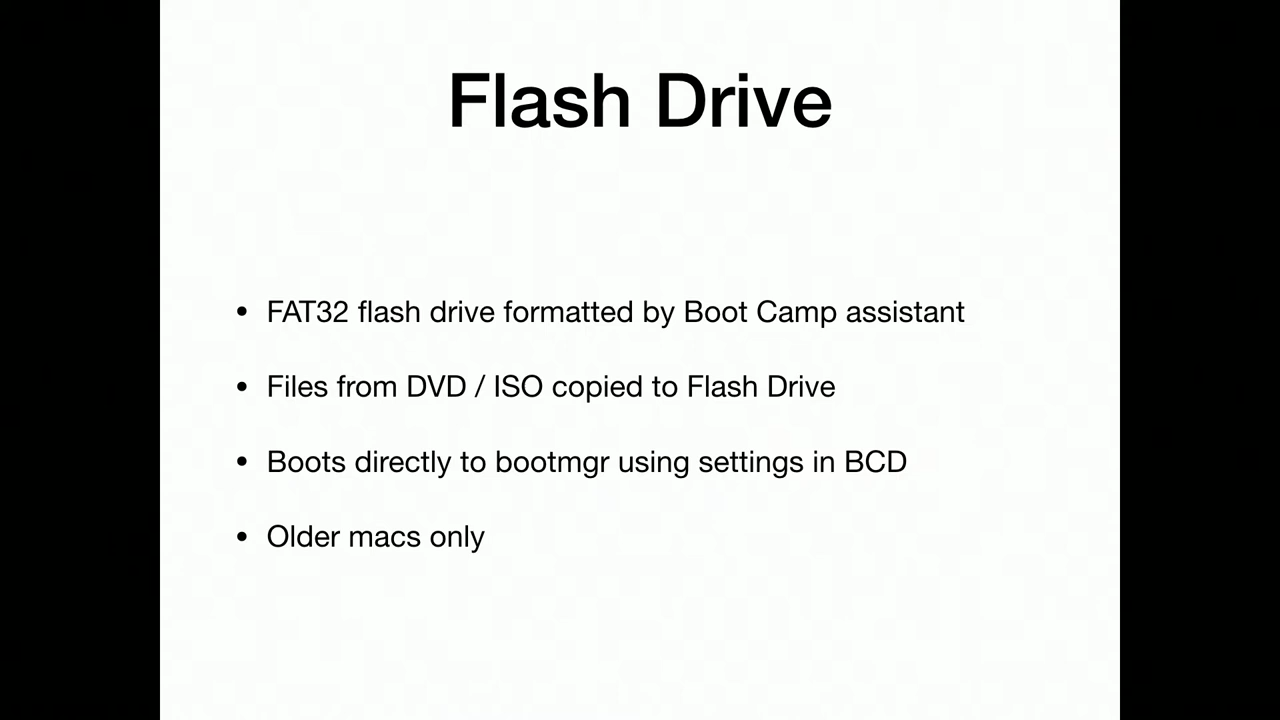 Flash Drive
• FAT32 flash drive formatted by Boot Camp assistant
• Files from DVD / ISO copied to Flash Drive
• Boots directly to bootmgr using settings in BCD
• Older macs only